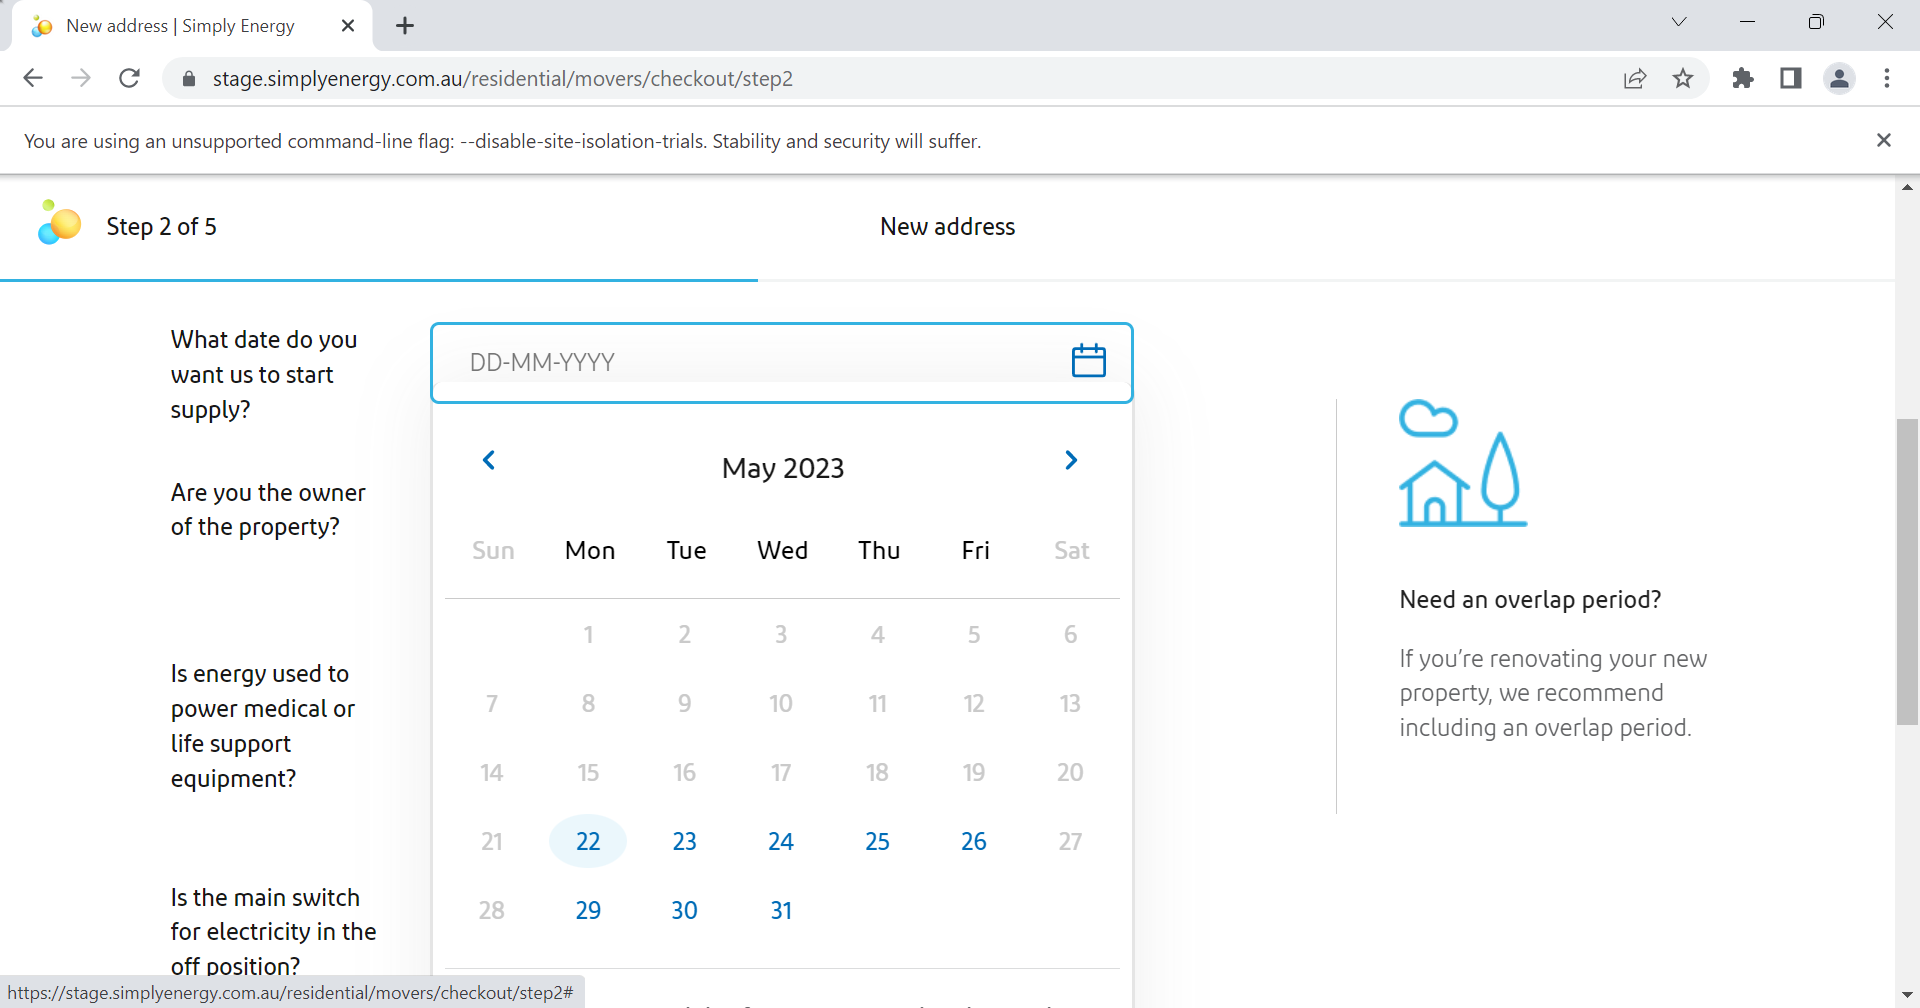 New address | Simply Energy
stage.simplyenergy.com.au/residential/movers/checkout/step2
You are using an unsupported command-line flag: --disable-site-isolation-trials. Stability and security will suffer.
Step 2 of 5
New address
What date do you
want us to start
supply?
DD-MM-YYYY
May 2023
Sun Mon Tue Wed Thu Fri Sat
1 2 3 4 5 6
7 8 9 10 11 12 13
14 15 16 17 18 19 20
21 22 23 24 25 26 27
28 29 30 31
Are you the owner
of the property?
Is energy used to
power medical or
life support
equipment?
Is the main switch
for electricity in the
off position?
Need an overlap period?
If you're renovating your new
property, we recommend
including an overlap period.
https://stage.simplyenergy.com.au/residential/movers/checkout/step2#